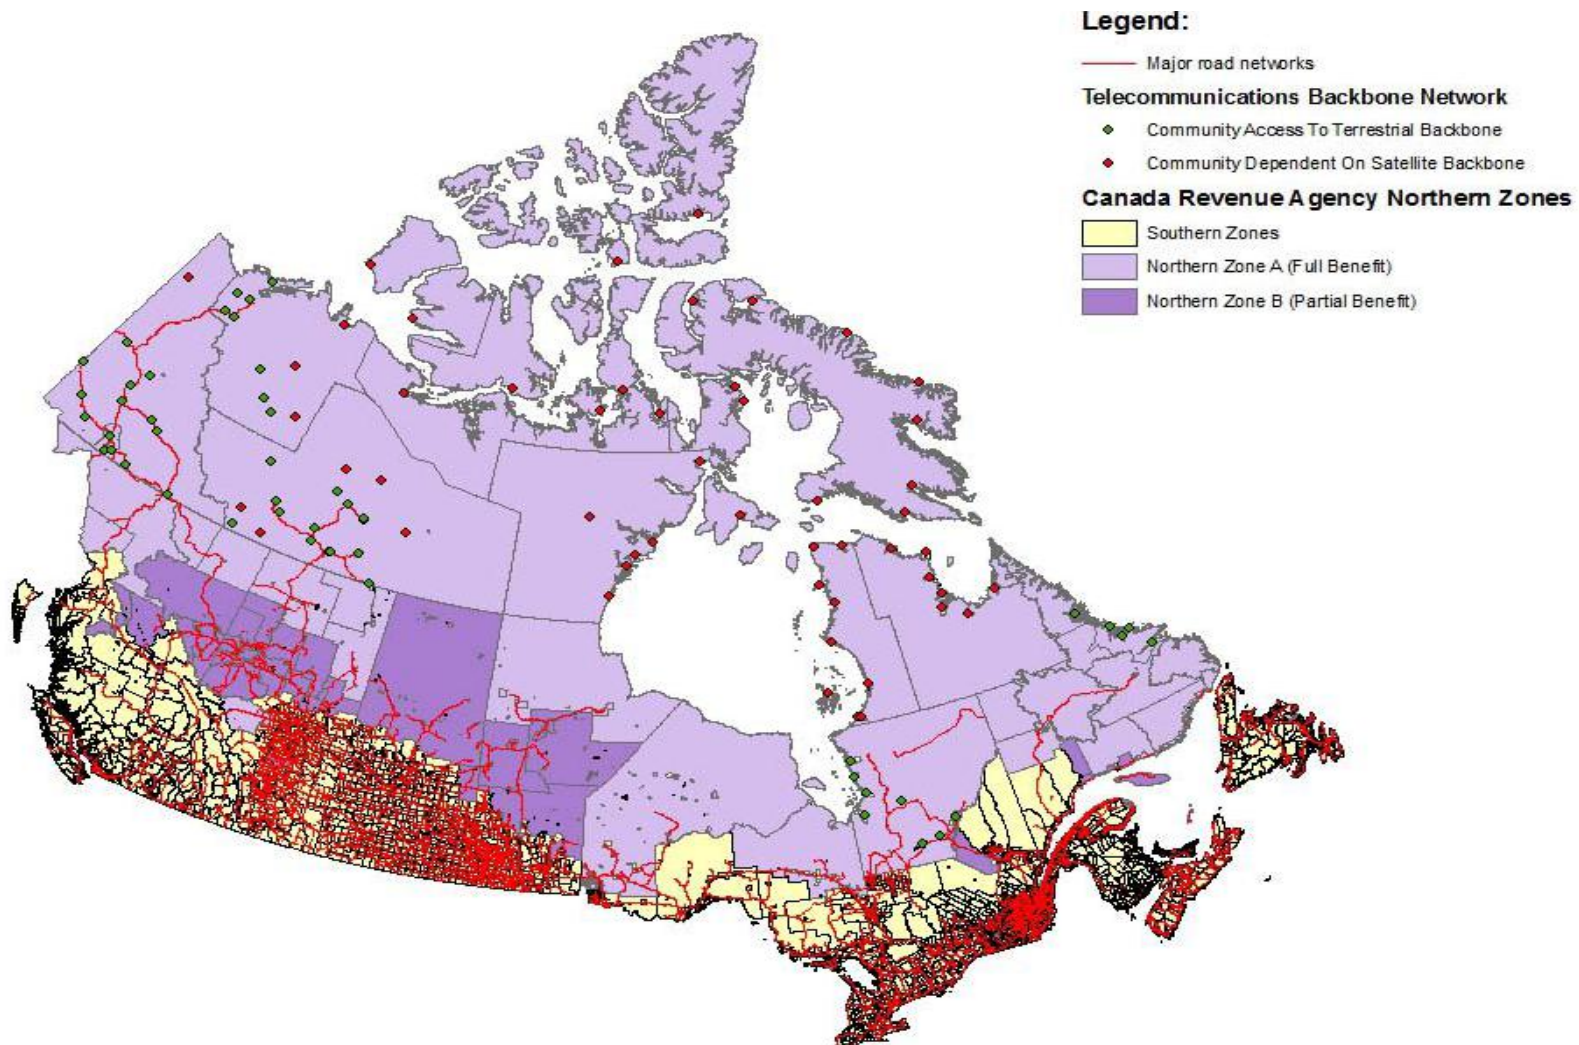 Legend:
Major road networks
Telecommunications Backbone Network
Community Access To Terrestrial Backbone
Community Dependent On Satellite Backbone
Canada Revenue Agency Northern Zones
Southern Zones
Northern Zone A (Full Benefit)
Northern Zone B (Partial Benefit)